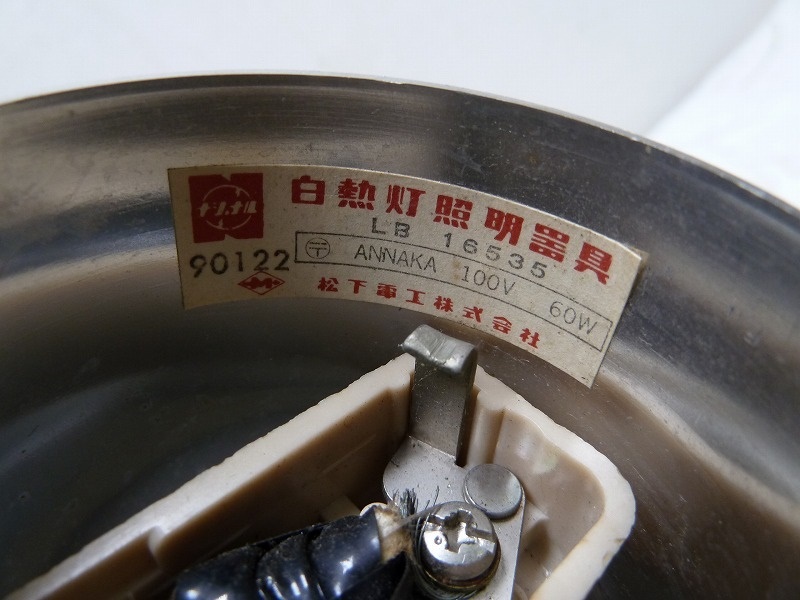 ナショナル
白熱灯照明器具
LB 16535
90122
〒 ANNAKA 100V 60W
松下電工株式会社